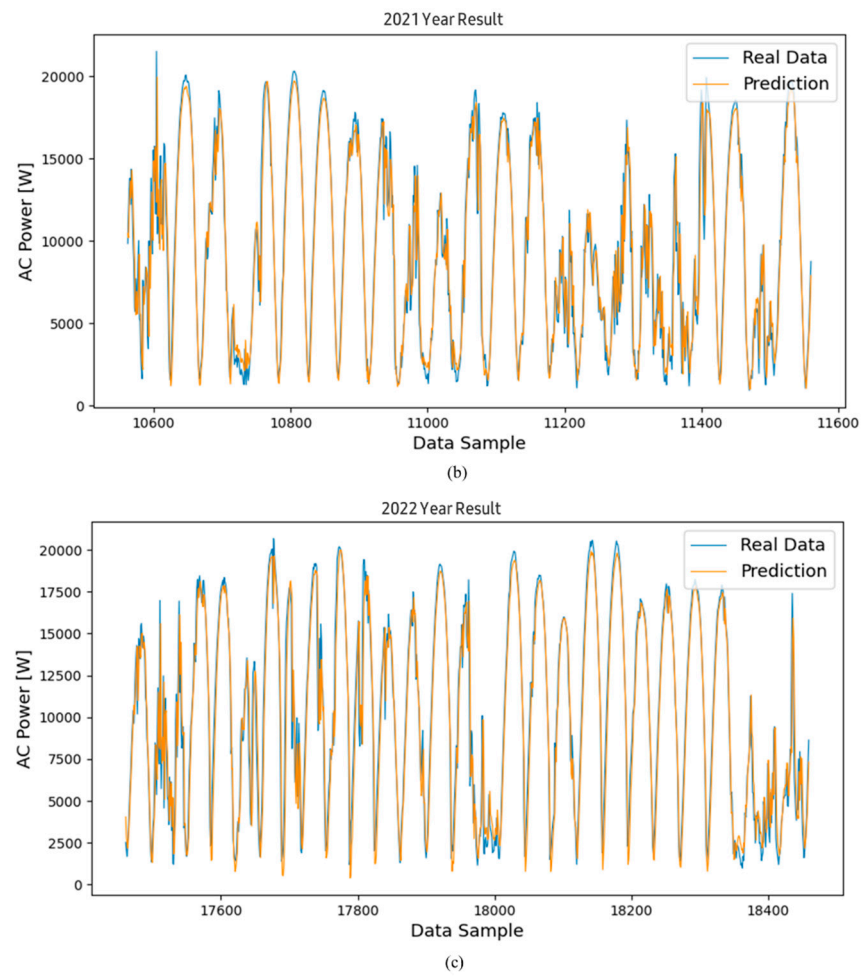 2021 Year Result
Real Data
Prediction
AC Power [W]
20000
15000
10000
5000
0
10600 10800 11000 11200 11400 11600
Data Sample
(b)
2022 Year Result
Real Data
Prediction
AC Power [W]
20000
17500
15000
12500
10000
7500
5000
2500
0
17600 17800 18000 18200 18400
Data Sample
(c)